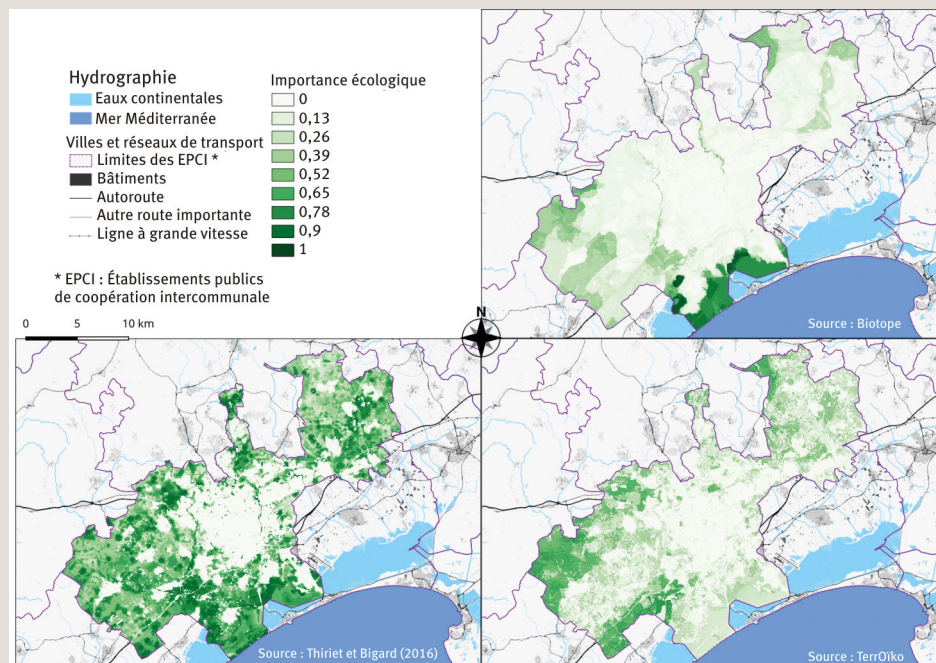 Hydrographie
Eaux continentales
Mer Méditerranée
Villes et réseaux de transport
Limites des EPCI *
Bâtiments
Autoroute
Autre route importante
Ligne à grande vitesse
* EPCI : Établissements publics
de coopération intercommunale
Importance écologique
0
0,13
0,26
0,39
0,52
0,65
0,78
0,9
1
0 5 10 km
N
Source : Biotope
Source : Thiriet et Bigard (2016)
Source : TerrOïko